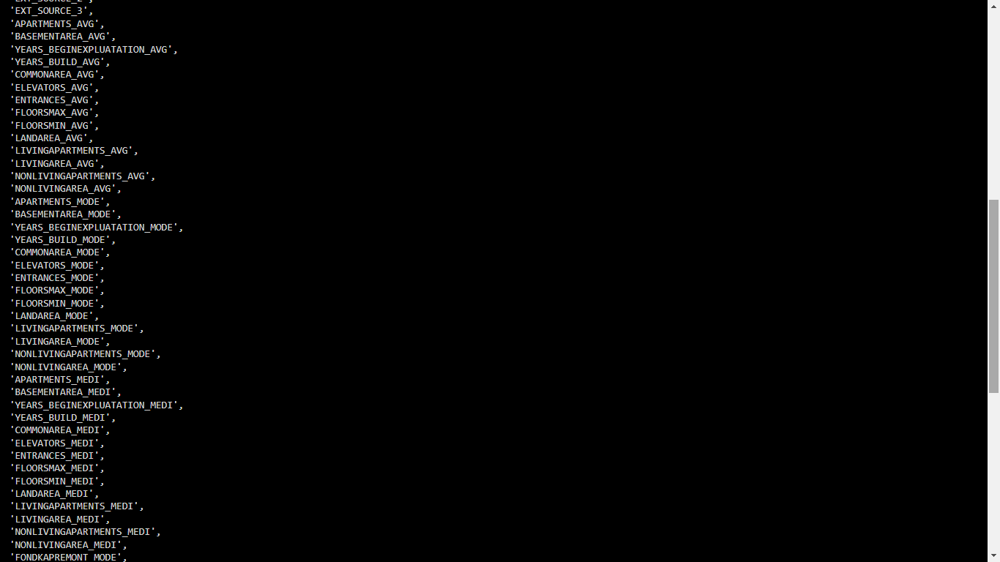 'EXT_SOURCE_2',
'EXT_SOURCE_3',
'APARTMENTS_AVG',
'BASEMENTAREA_AVG',
'YEARS_BEGINEXPLUATATION_AVG',
'YEARS_BUILD_AVG',
'COMMONAREA_AVG',
'ELEVATORS_AVG',
'ENTRANCES_AVG',
'FLOORSMAX_AVG',
'FLOORSMIN_AVG',
'LANDAREA_AVG',
'LIVINGAPARTMENTS_AVG',
'LIVINGAREA_AVG',
'NONLIVINGAPARTMENTS_AVG',
'NONLIVINGAREA_AVG',
'APARTMENTS_MODE',
'BASEMENTAREA_MODE',
'YEARS_BEGINEXPLUATATION_MODE',
'YEARS_BUILD_MODE',
'COMMONAREA_MODE',
'ELEVATORS_MODE',
'ENTRANCES_MODE',
'FLOORSMAX_MODE',
'FLOORSMIN_MODE',
'LANDAREA_MODE',
'LIVINGAPARTMENTS_MODE',
'LIVINGAREA_MODE',
'NONLIVINGAPARTMENTS_MODE',
'NONLIVINGAREA_MODE',
'APARTMENTS_MEDI',
'BASEMENTAREA_MEDI',
'YEARS_BEGINEXPLUATATION_MEDI',
'YEARS_BUILD_MEDI',
'COMMONAREA_MEDI',
'ELEVATORS_MEDI',
'ENTRANCES_MEDI',
'FLOORSMAX_MEDI',
'FLOORSMIN_MEDI',
'LANDAREA_MEDI',
'LIVINGAPARTMENTS_MEDI',
'LIVINGAREA_MEDI',
'NONLIVINGAPARTMENTS_MEDI',
'NONLIVINGAREA_MEDI',
'FONDKAPREMONT_MODE',